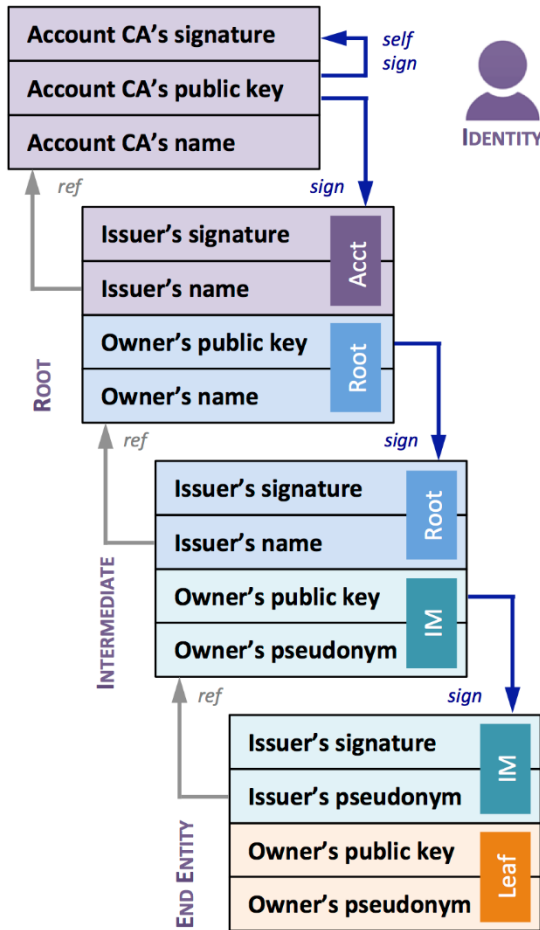 Account CA's signature
self
sign
Account CA's public key
Account CA's name
IDENTITY
ref
sign
Issuer's signature
Acct
Issuer's name
Owner's public key
Root
Owner's name
ROOT
ref
sign
Issuer's signature
Root
Issuer's name
Owner's public key
IM
Owner's pseudonym
INTERMEDIATE
ref
sign
Issuer's signature
IM
Issuer's pseudonym
Owner's public key
Leaf
Owner's pseudonym
END ENTITY